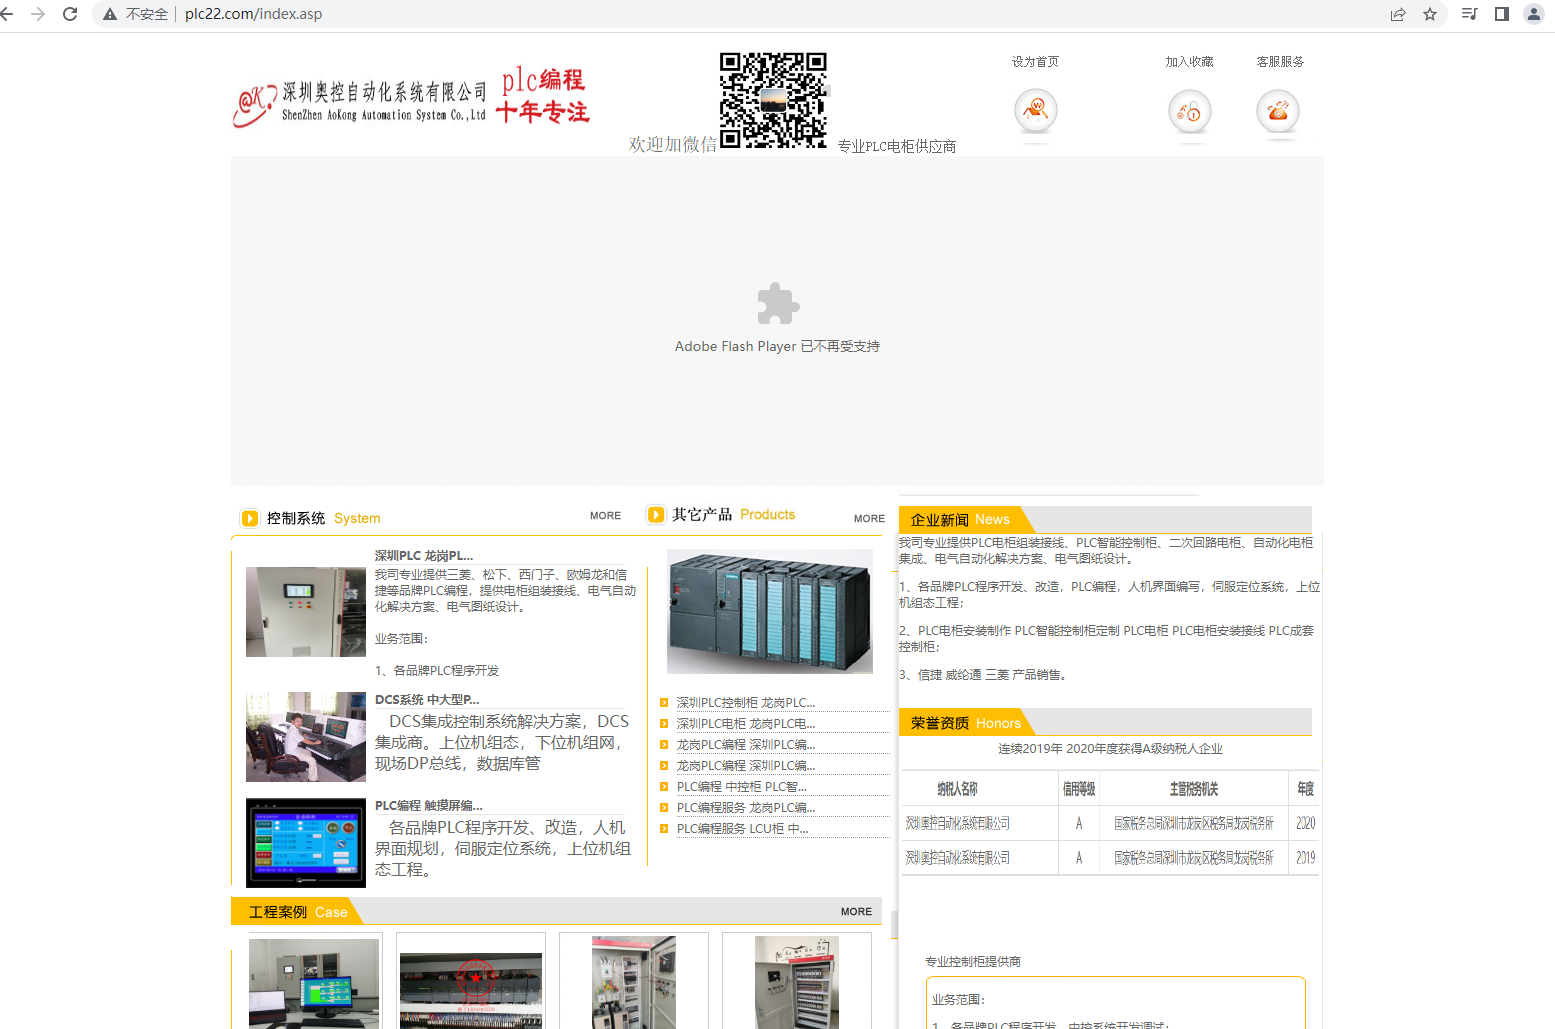 不安全
plc22.com/index.asp
深圳奥控自动化系统有限公司
ShenZhen AoKong Automation System Co.,Ltd
plc编程
十年专注
欢迎加微信
专业PLC电柜供应商
设为首页
加入收藏
客服服务
Adobe Flash Player 已不再受支持
控制系统 System
MORE
深圳PLC 龙岗PL...
我司专业提供三菱、松下、西门子、欧姆龙和信
捷等品牌PLC编程，提供电柜组装接线、电气自动
化解决方案、电气图纸设计。
业务范围：
1、各品牌PLC程序开发
DCS系统 中大型P...
DCS集成控制系统解决方案，DCS
集成商。上位机组态，下位机组网，
现场DP总线，数据库管
PLC编程 触摸屏编...
各品牌PLC程序开发、改造，人机
界面规划，伺服定位系统，上位机组
态工程。
其它产品 Products
MORE
深圳PLC控制柜 龙岗PLC...
深圳PLC电柜 龙岗PLC电...
龙岗PLC编程 深圳PLC编...
龙岗PLC编程 深圳PLC编...
PLC编程 中控柜 PLC智...
PLC编程服务 龙岗PLC编...
PLC编程服务 LCU柜 中...
企业新闻 News
我司专业提供PLC电柜组装接线、PLC智能控制柜、二次回路电柜、自动化电柜
集成、电气自动化解决方案、电气图纸设计。
1、各品牌PLC程序开发、改造，PLC编程，人机界面编写，伺服定位系统，上位
机组态工程；
2、PLC电柜安装制作 PLC智能控制柜定制 PLC电柜 PLC电柜安装接线 PLC成套
控制柜；
3、信捷 威纶通 三菱 产品销售。
荣誉资质 Honors
连续2019年 2020年度获得A级纳税人企业
纳税人名称 信用等级 主管税务机关 年度
深圳奥控自动化系统有限公司 A 国家税务总局深圳市龙岗区税务局龙岗税务所 2020
深圳奥控自动化系统有限公司 A 国家税务总局深圳市龙岗区税务局龙岗税务所 2019
工程案例 Case
MORE
专业控制柜提供商
业务范围：
1、各品牌PLC程序开发、中控系统开发调试；